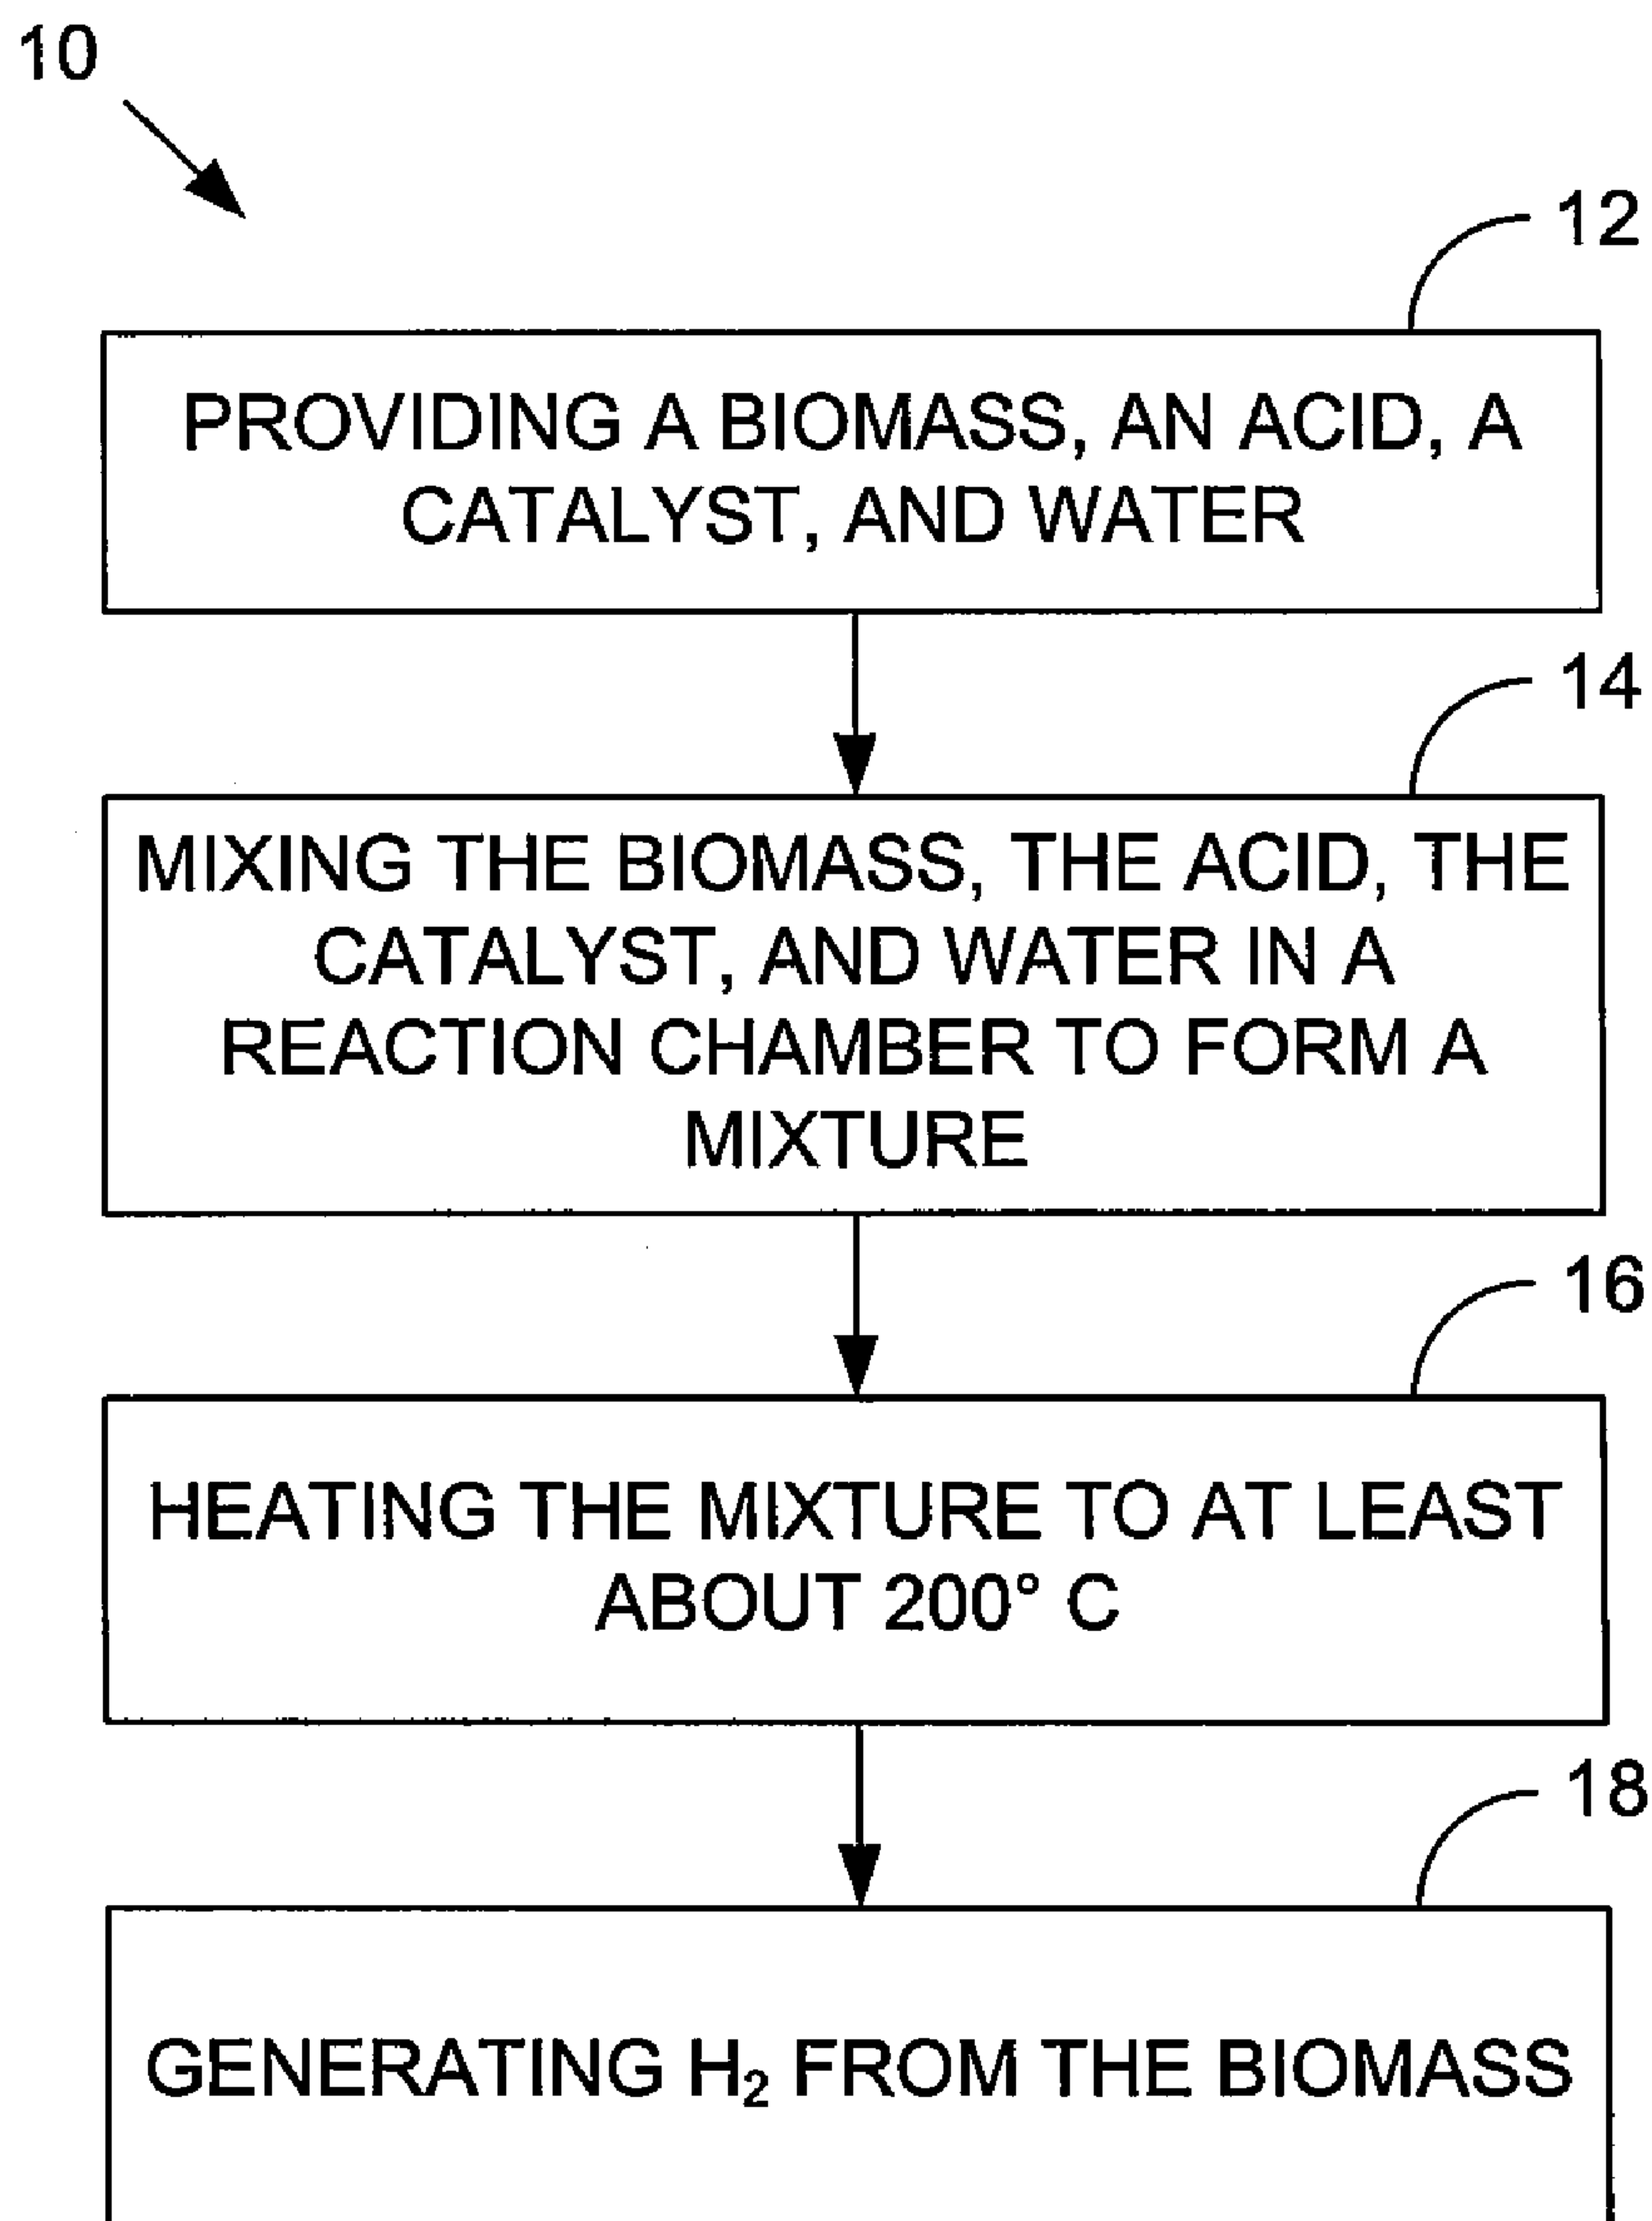 10
12
PROVIDING A BIOMASS, AN ACID, A
CATALYST, AND WATER
14
MIXING THE BIOMASS, THE ACID, THE
CATALYST, AND WATER IN A
REACTION CHAMBER TO FORM A
MIXTURE
16
HEATING THE MIXTURE TO AT LEAST
ABOUT 200° C
18
GENERATING H₂ FROM THE BIOMASS